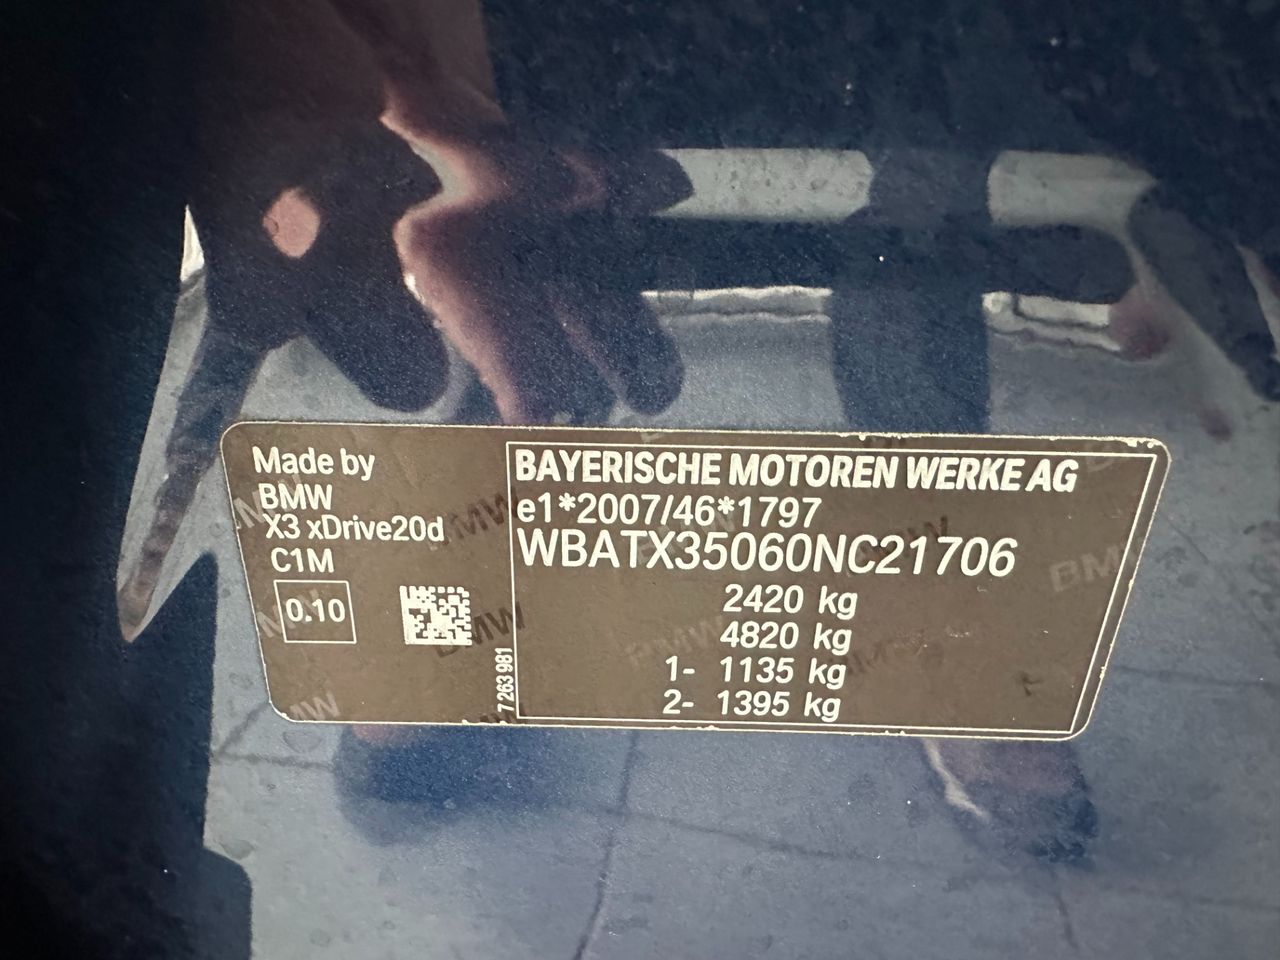 Made by
BMW
X3 xDrive20d
C1M
0.10
7 263 981
BAYERISCHE MOTOREN WERKE AG
e1*2007/46*1797
WBATX35060NC21706
2420 kg
4820 kg
1- 1135 kg
2- 1395 kg